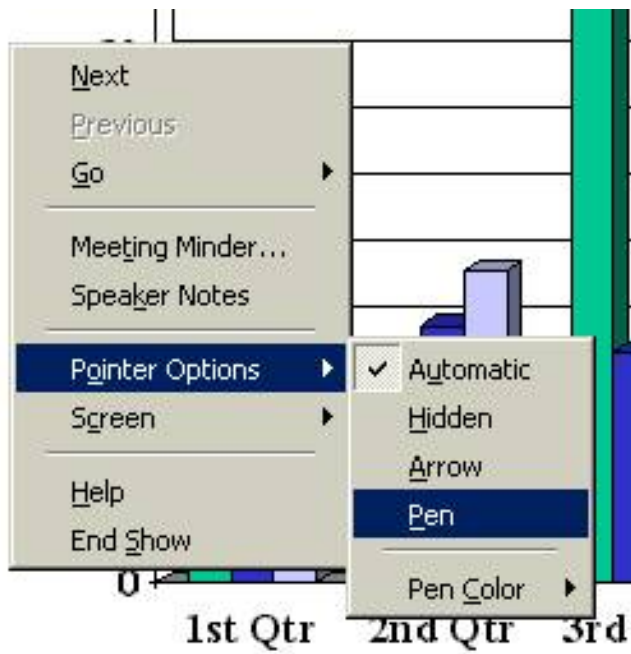 Next
Previous
Go
Meeting Minder...
Speaker Notes
Pointer Options
Screen
Help
End Show
Automatic
Hidden
Arrow
Pen
Pen Color
0
1st Qtr 2nd Qtr 3rd